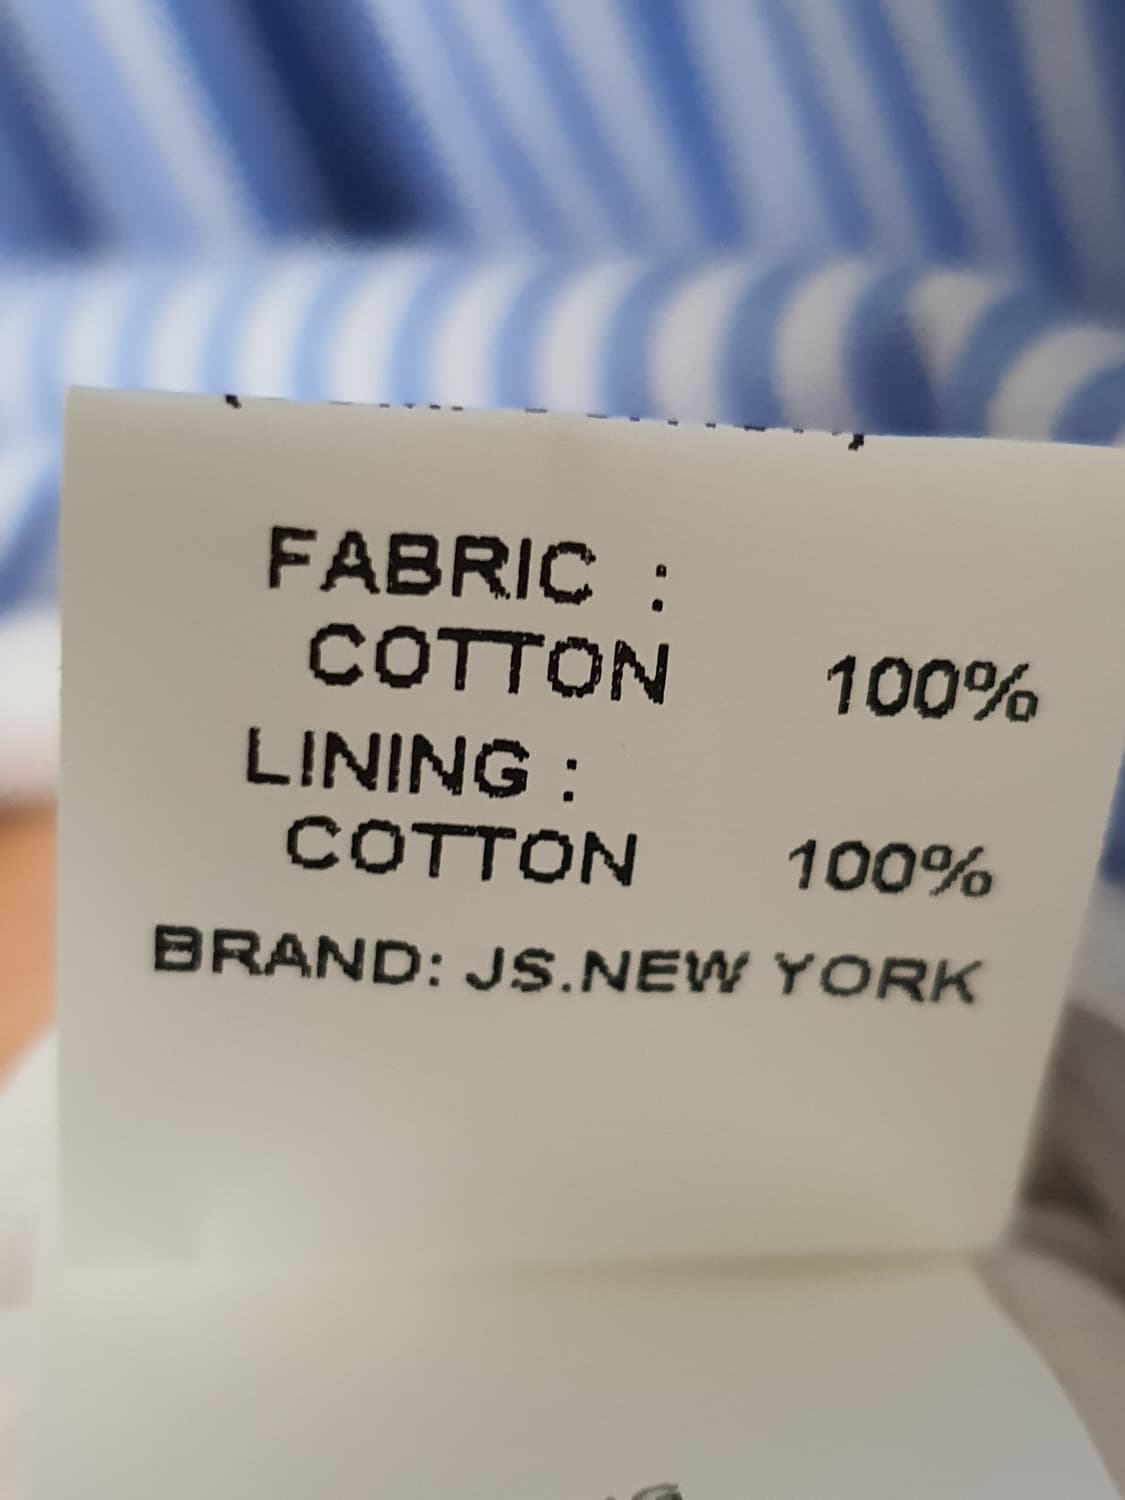 FABRIC :
COTTON 100%
LINING :
COTTON 100%
BRAND: JS.NEW YORK